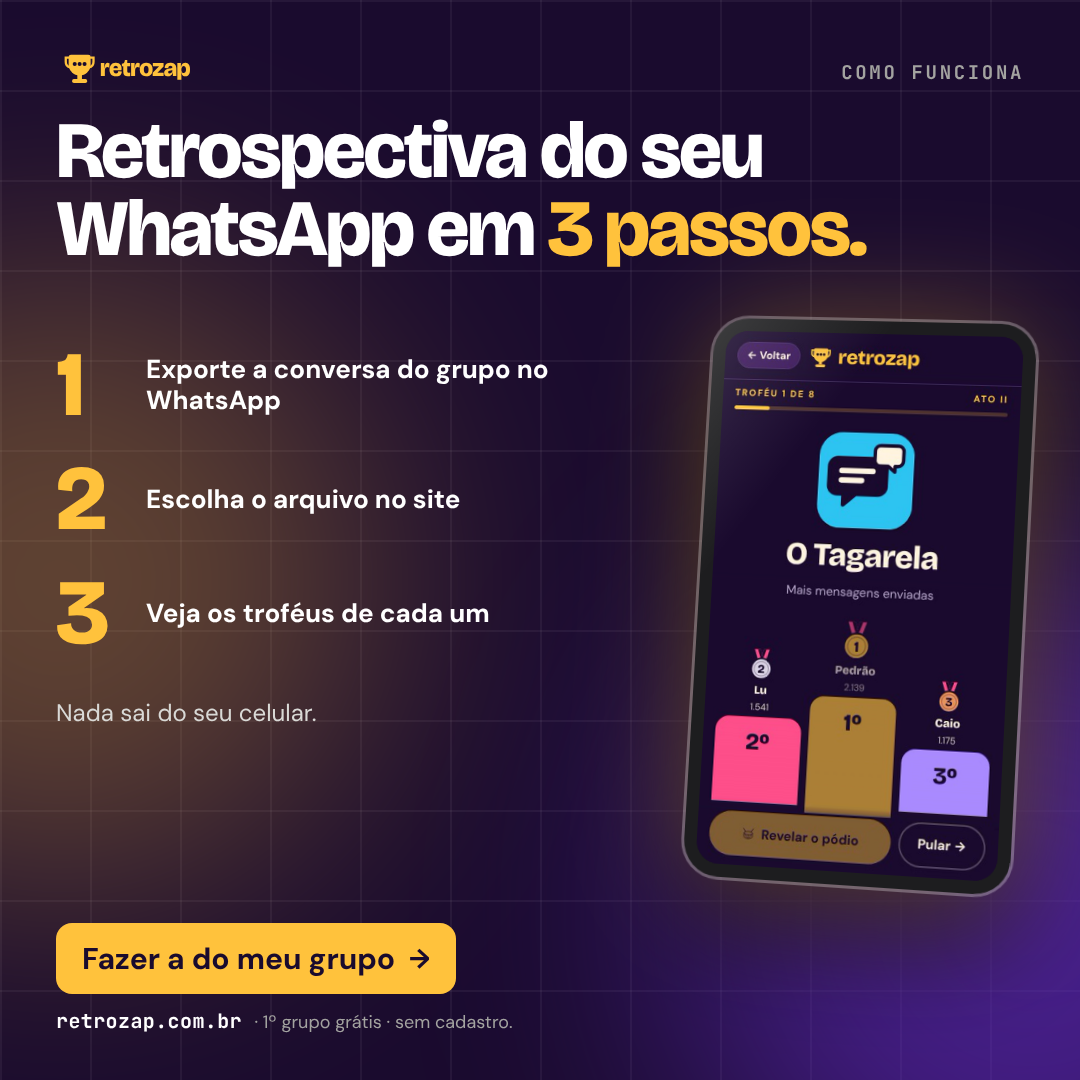 retrozap
COMO FUNCIONA
Retrospectiva do seu
WhatsApp em 3 passos.
1
Exporte a conversa do grupo no
WhatsApp
2
Escolha o arquivo no site
3
Veja os troféus de cada um
Nada sai do seu celular.
← Voltar
retrozap
TROFÉU 1 DE 8
ATO II
O Tagarela
Mais mensagens enviadas
1
Pedrão
2.139
1º
2
Lu
1.541
2º
3
Caio
1.175
3º
Revelar o pódio
Pular →
Fazer a do meu grupo →
retrozap.com.br · 1º grupo grátis · sem cadastro.